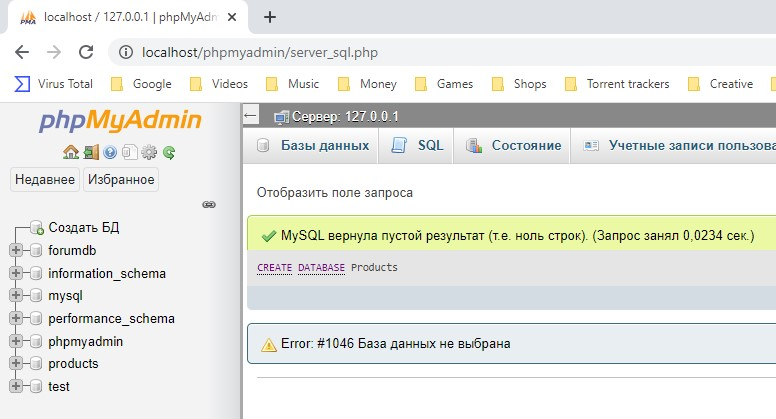 localhost / 127.0.0.1 | phpMyAdm
localhost/phpmyadmin/server_sql.php
Virus Total Google Videos Music Money Games Shops Torrent trackers Creative
phpMyAdmin
Сервер: 127.0.0.1
Базы данных SQL Состояние Учетные записи пользова
Недавнее Избранное
Отобразить поле запроса
Создать БД
forumdb
information_schema
mysql
performance_schema
phpmyadmin
products
test
MySQL вернула пустой результат (т.е. ноль строк). (Запрос занял 0,0234 сек.)
CREATE DATABASE Products
Error: #1046 База данных не выбрана